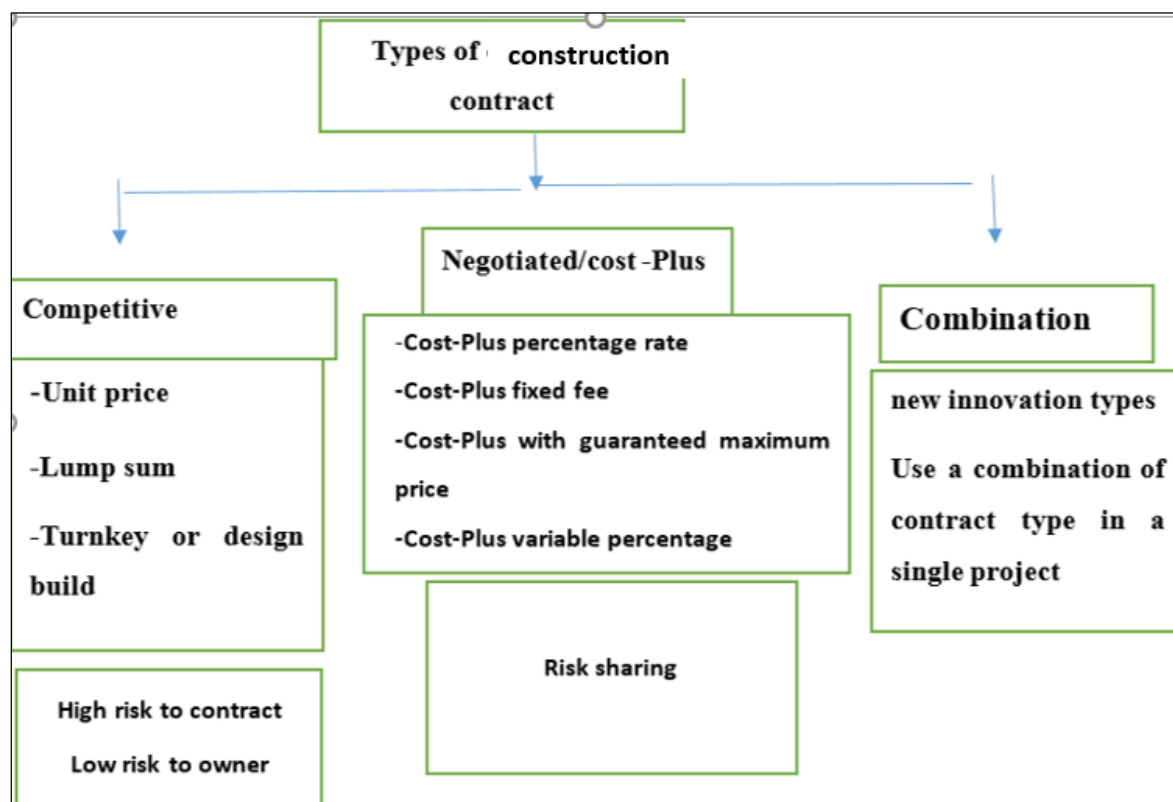 Types of construction
contract
Negotiated/cost -Plus
Competitive
Combination
-Cost-Plus percentage rate
-Cost-Plus fixed fee
-Cost-Plus with guaranteed maximum
price
-Cost-Plus variable percentage
-Unit price
-Lump sum
-Turnkey or design
build
new innovation types
Use a combination of
contract type in a
single project
Risk sharing
High risk to contract
Low risk to owner